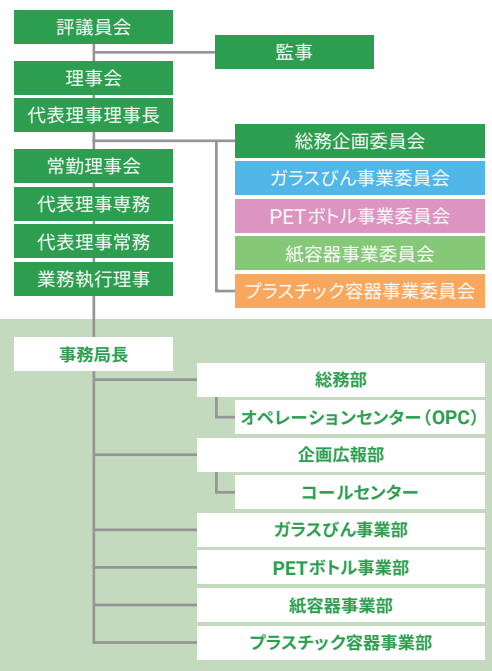 評議員会
監事
理事会
代表理事理事長
総務企画委員会
常勤理事会
ガラスびん事業委員会
代表理事専務
PETボトル事業委員会
代表理事常務
紙容器事業委員会
業務執行理事
プラスチック容器事業委員会
事務局長
総務部
オペレーションセンター（OPC）
企画広報部
コールセンター
ガラスびん事業部
PETボトル事業部
紙容器事業部
プラスチック容器事業部